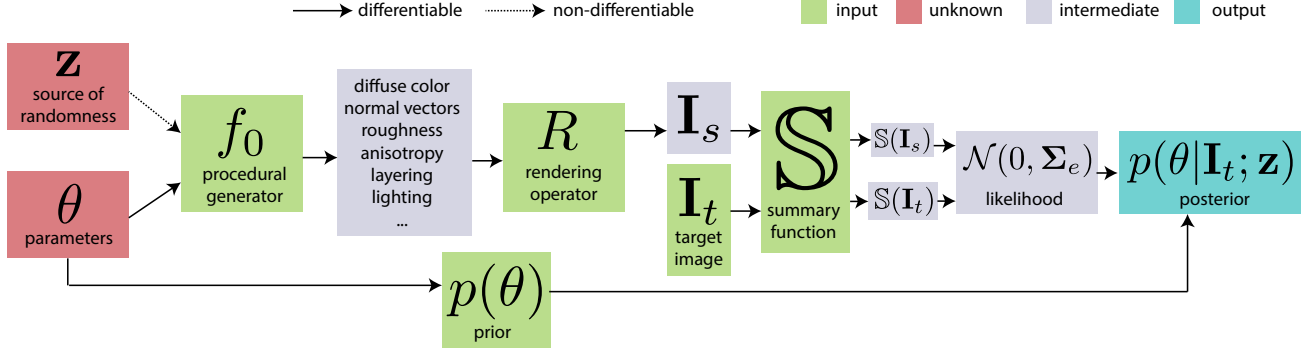 differentiable
non-differentiable
input
unknown
intermediate
output
z
source of
randomness
θ
parameters
f₀
procedural
generator
diffuse color
normal vectors
roughness
anisotropy
layering
lighting
...
R
rendering
operator
Iₛ
Iₜ
target
image
𝕊
summary
function
𝕊(Iₛ)
𝕊(Iₜ)
𝒩(0, Σₑ)
likelihood
p(θ|Iₜ; z)
posterior
p(θ)
prior